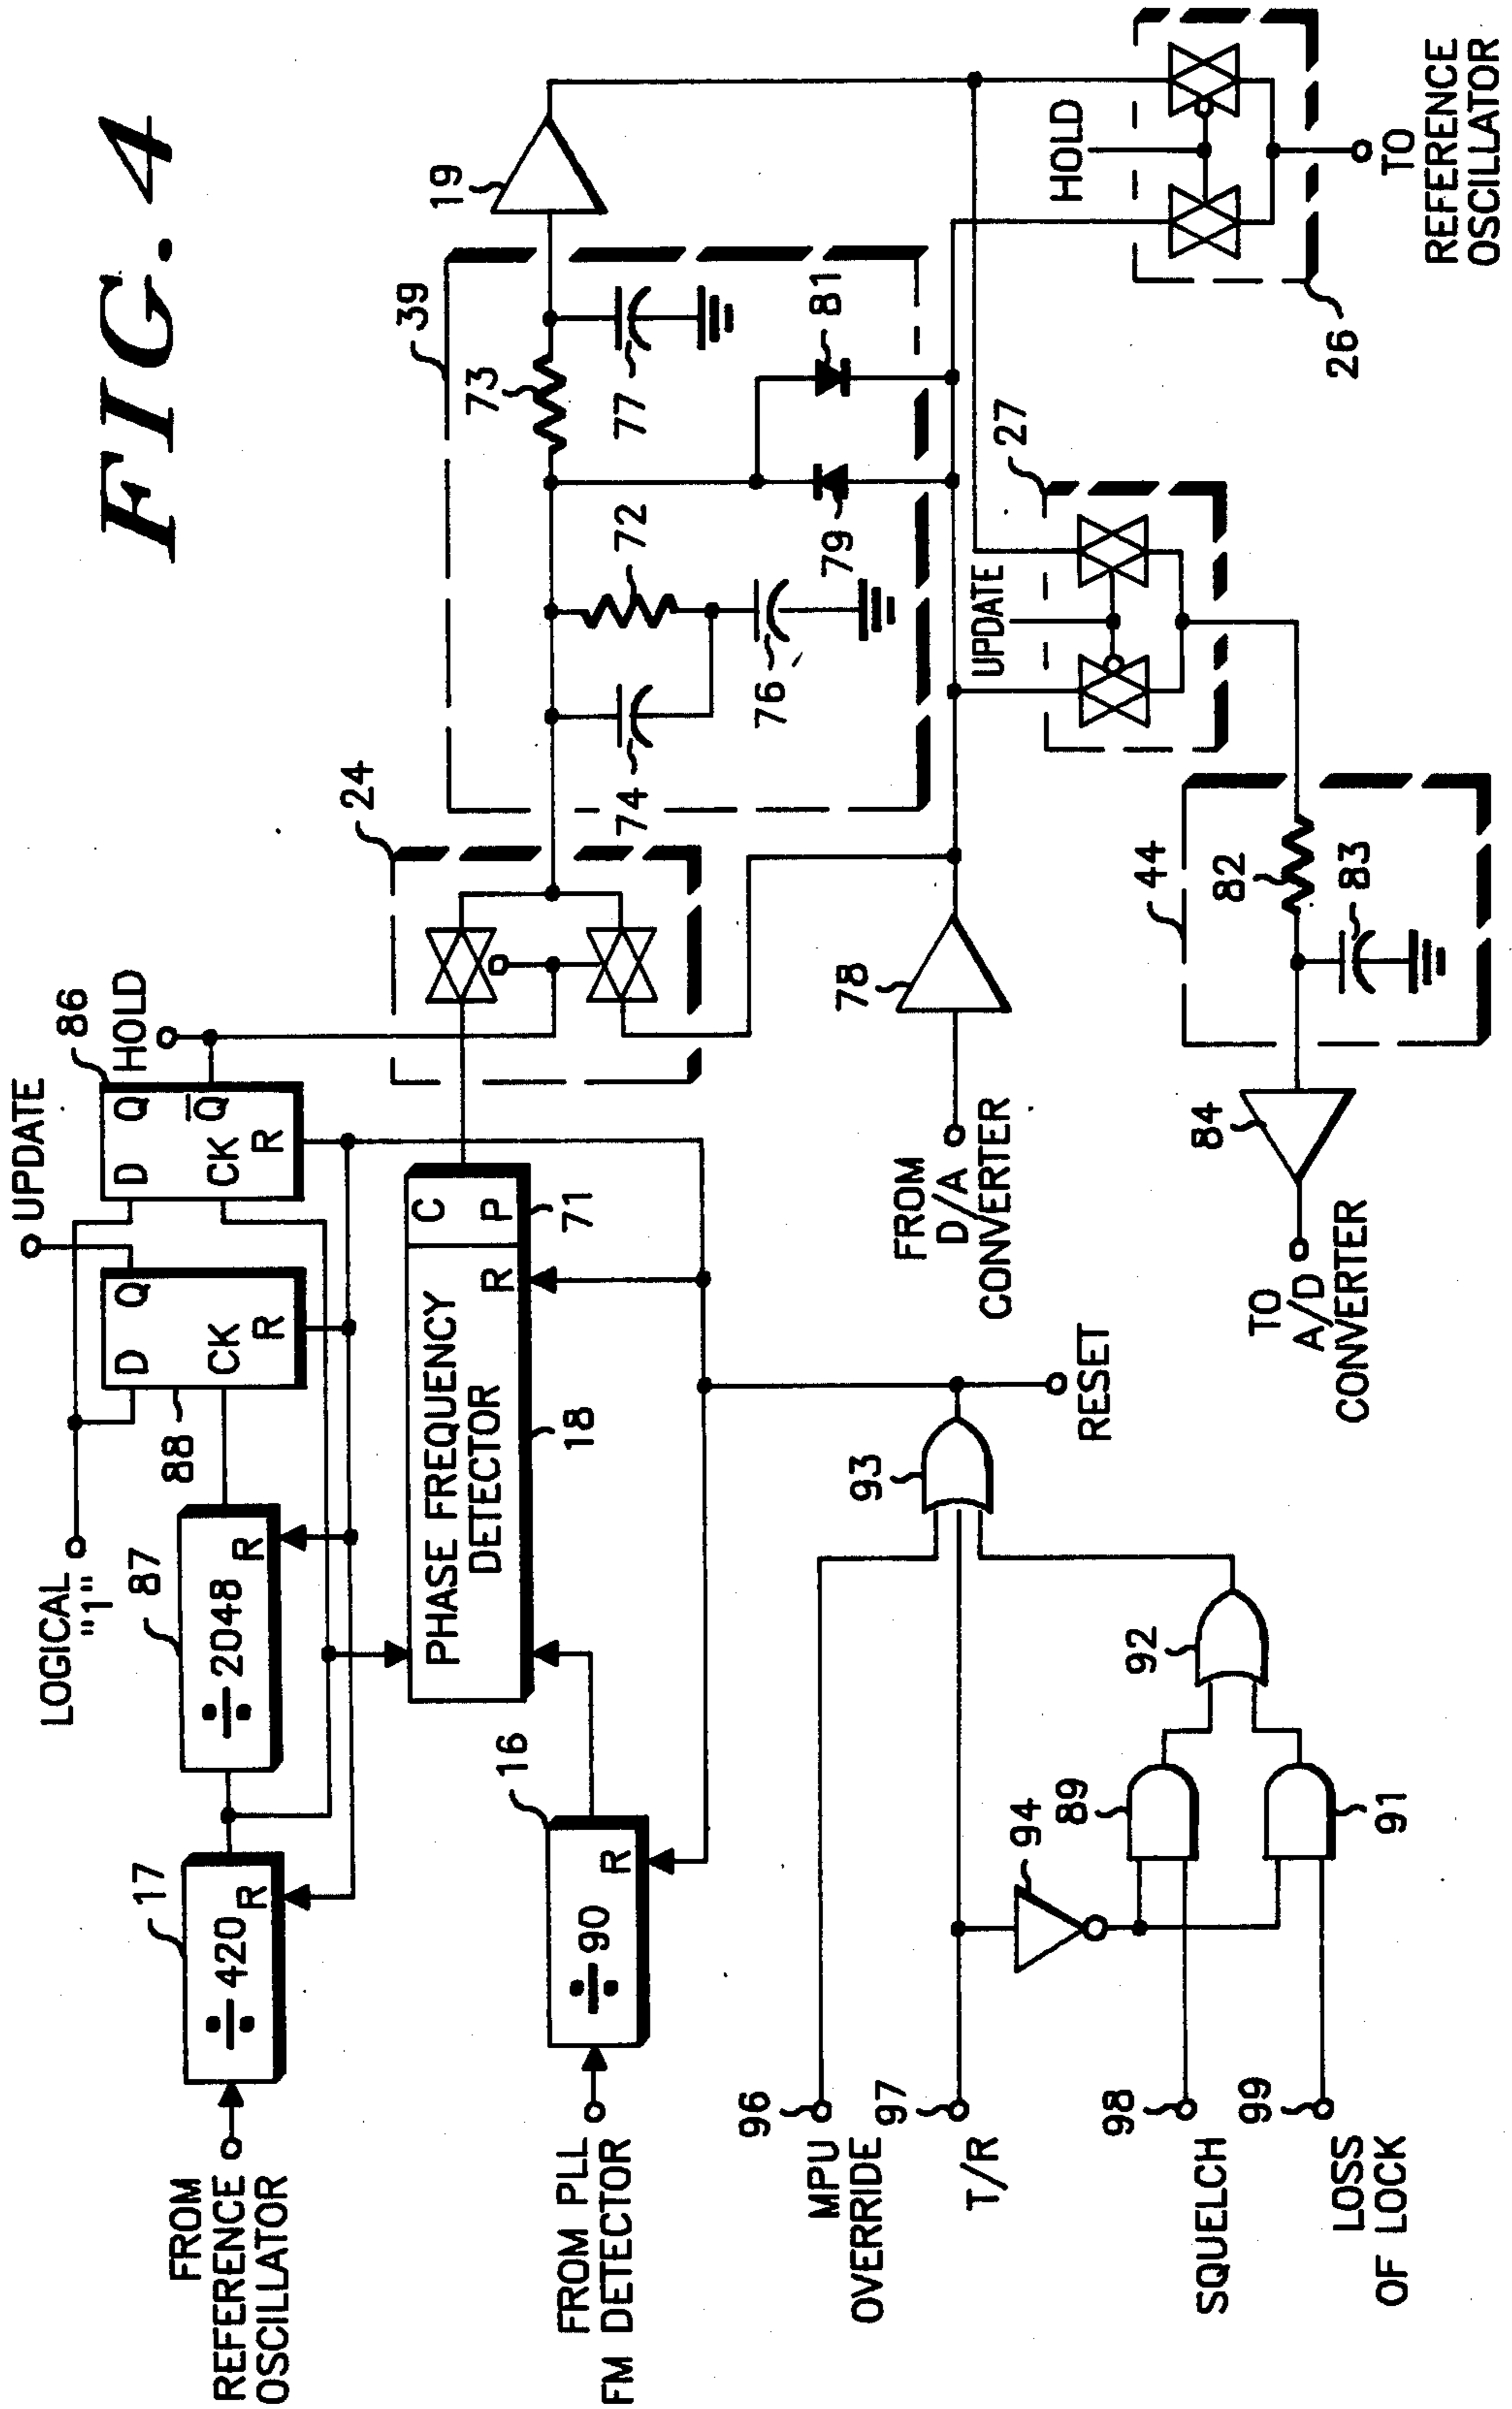 FIG. 4
UPDATE
86
HOLD
LOGICAL
"1"
D Q
CK
R
88
D Q
Q̅
CK
R
FROM
REFERENCE
OSCILLATOR
17
÷420
R
87
÷2048
R
24
39
19
73
77
72
74
76
79
81
FROM PLL
FM DETECTOR
16
÷90
R
PHASE FREQUENCY
DETECTOR
R
C
P
18
71
FROM
D/A
CONVERTER
78
UPDATE
27
HOLD
26
TO
REFERENCE
OSCILLATOR
44
82
83
84
TO
A/D
CONVERTER
RESET
93
92
89
91
94
96
MPU
OVERRIDE
97
T/R
98
SQUELCH
99
LOSS
OF LOCK